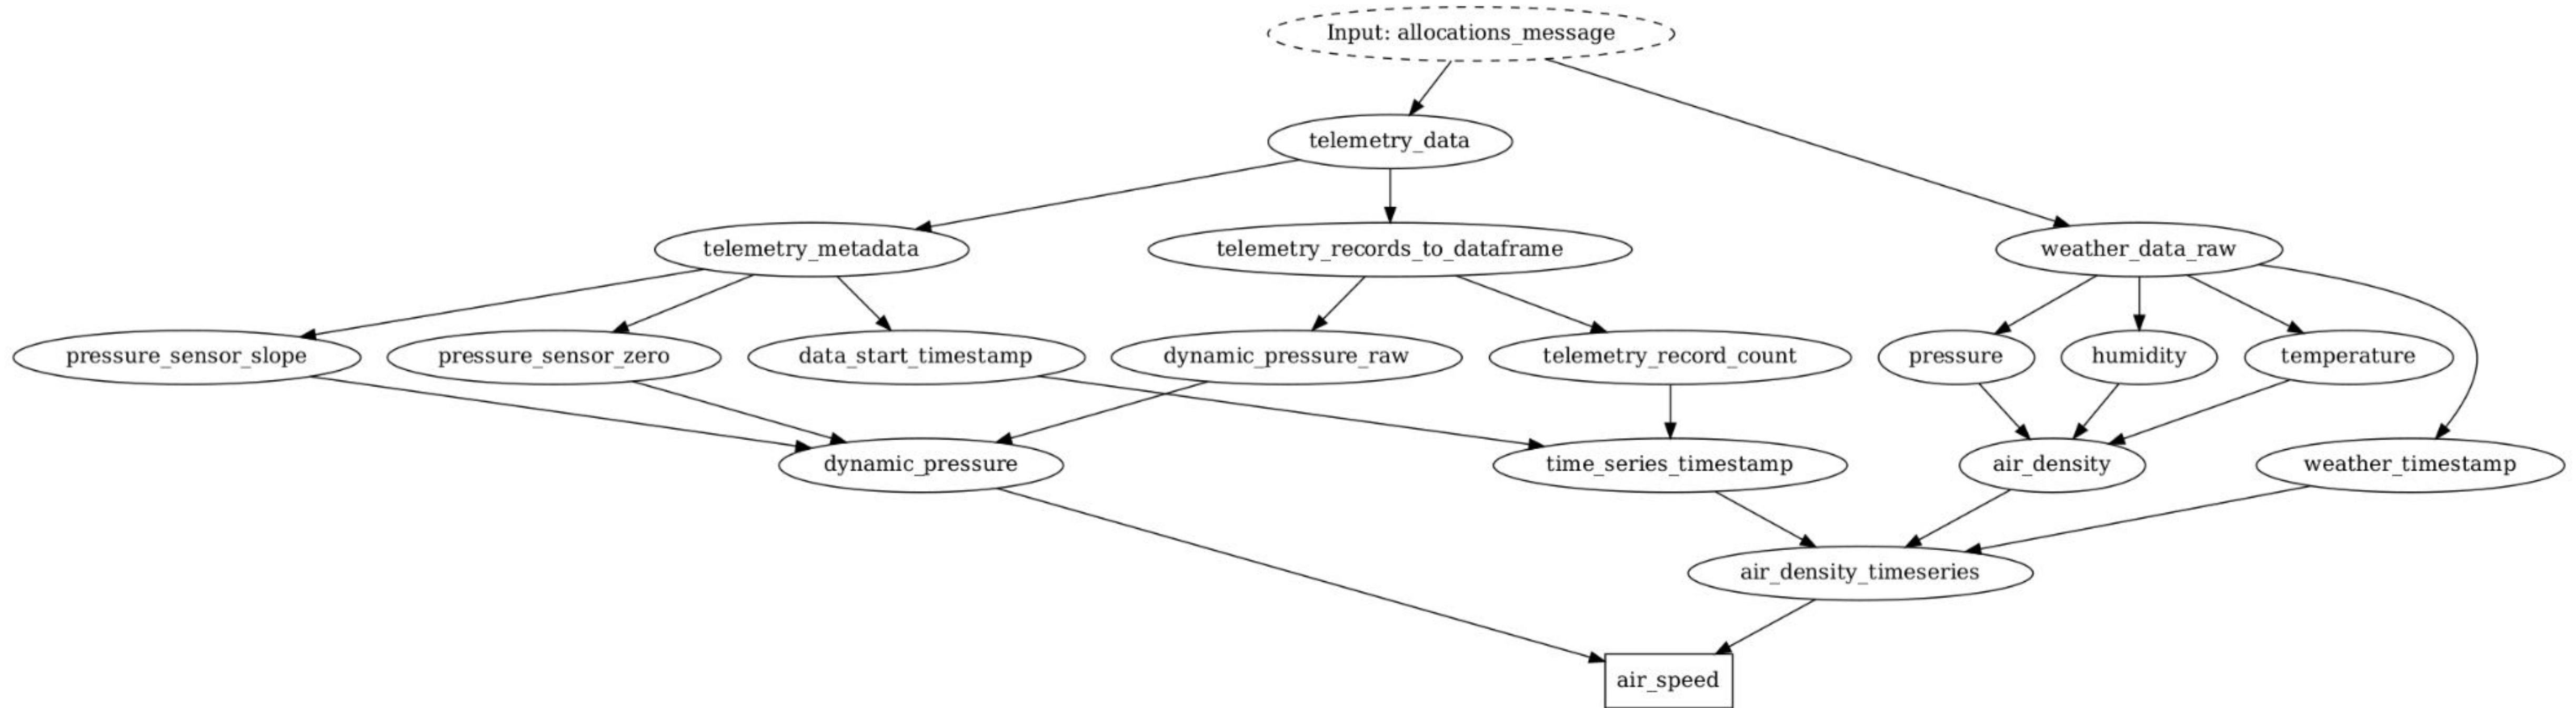 Input: allocations_message
telemetry_data
telemetry_metadata
telemetry_records_to_dataframe
weather_data_raw
pressure_sensor_slope
pressure_sensor_zero
data_start_timestamp
dynamic_pressure_raw
telemetry_record_count
pressure
humidity
temperature
dynamic_pressure
time_series_timestamp
air_density
weather_timestamp
air_density_timeseries
air_speed